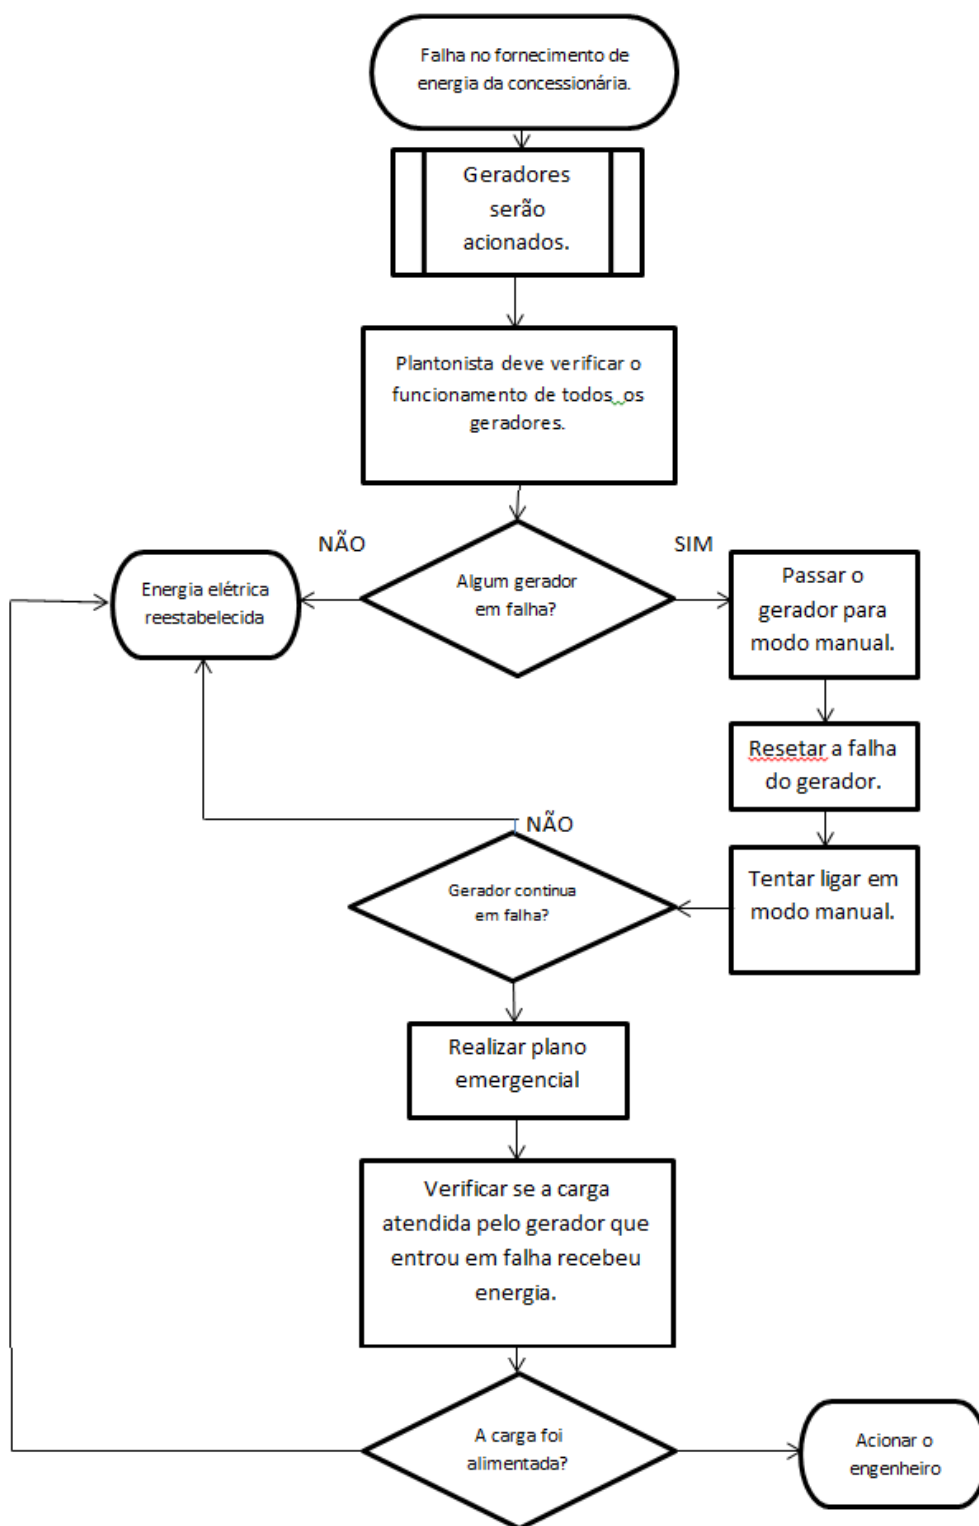 Falha no fornecimento de
energia da concessionária.
Geradores
serão
acionados.
Plantonista deve verificar o
funcionamento de todos os
geradores.
NÃO
SIM
Algum gerador
em falha?
Energia elétrica
reestabelecida
Passar o
gerador para
modo manual.
Resetar a falha
do gerador.
Tentar ligar em
modo manual.
NÃO
Gerador continua
em falha?
Realizar plano
emergencial
Verificar se a carga
atendida pelo gerador que
entrou em falha recebeu
energia.
A carga foi
alimentada?
Acionar o
engenheiro